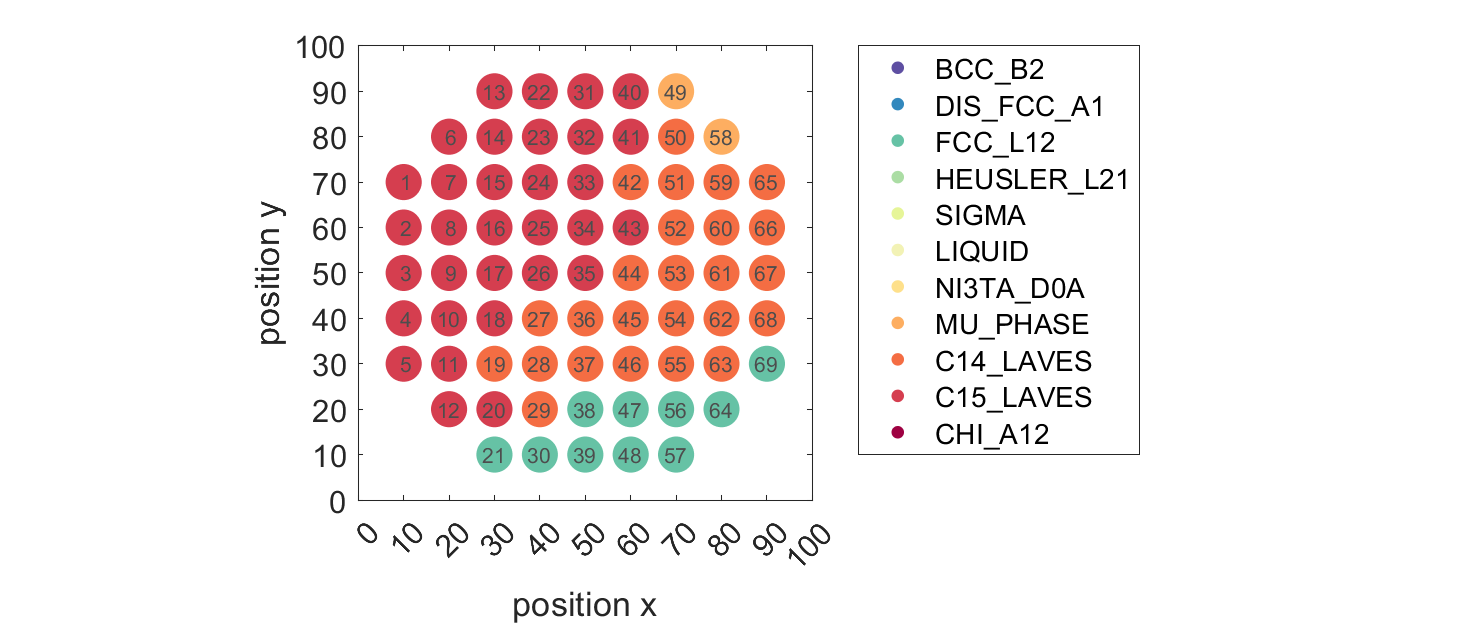 100
90
80
70
60
50
40
30
20
10
0
position y
13 22 31 40 49
6 14 23 32 41 50 58
1 7 15 24 33 42 51 59 65
2 8 16 25 34 43 52 60 66
3 9 17 26 35 44 53 61 67
4 10 18 27 36 45 54 62 68
5 11 19 28 37 46 55 63 69
12 20 29 38 47 56 64
21 30 39 48 57
0 10 20 30 40 50 60 70 80 90 100
position x
BCC_B2
DIS_FCC_A1
FCC_L12
HEUSLER_L21
SIGMA
LIQUID
NI3TA_D0A
MU_PHASE
C14_LAVES
C15_LAVES
CHI_A12